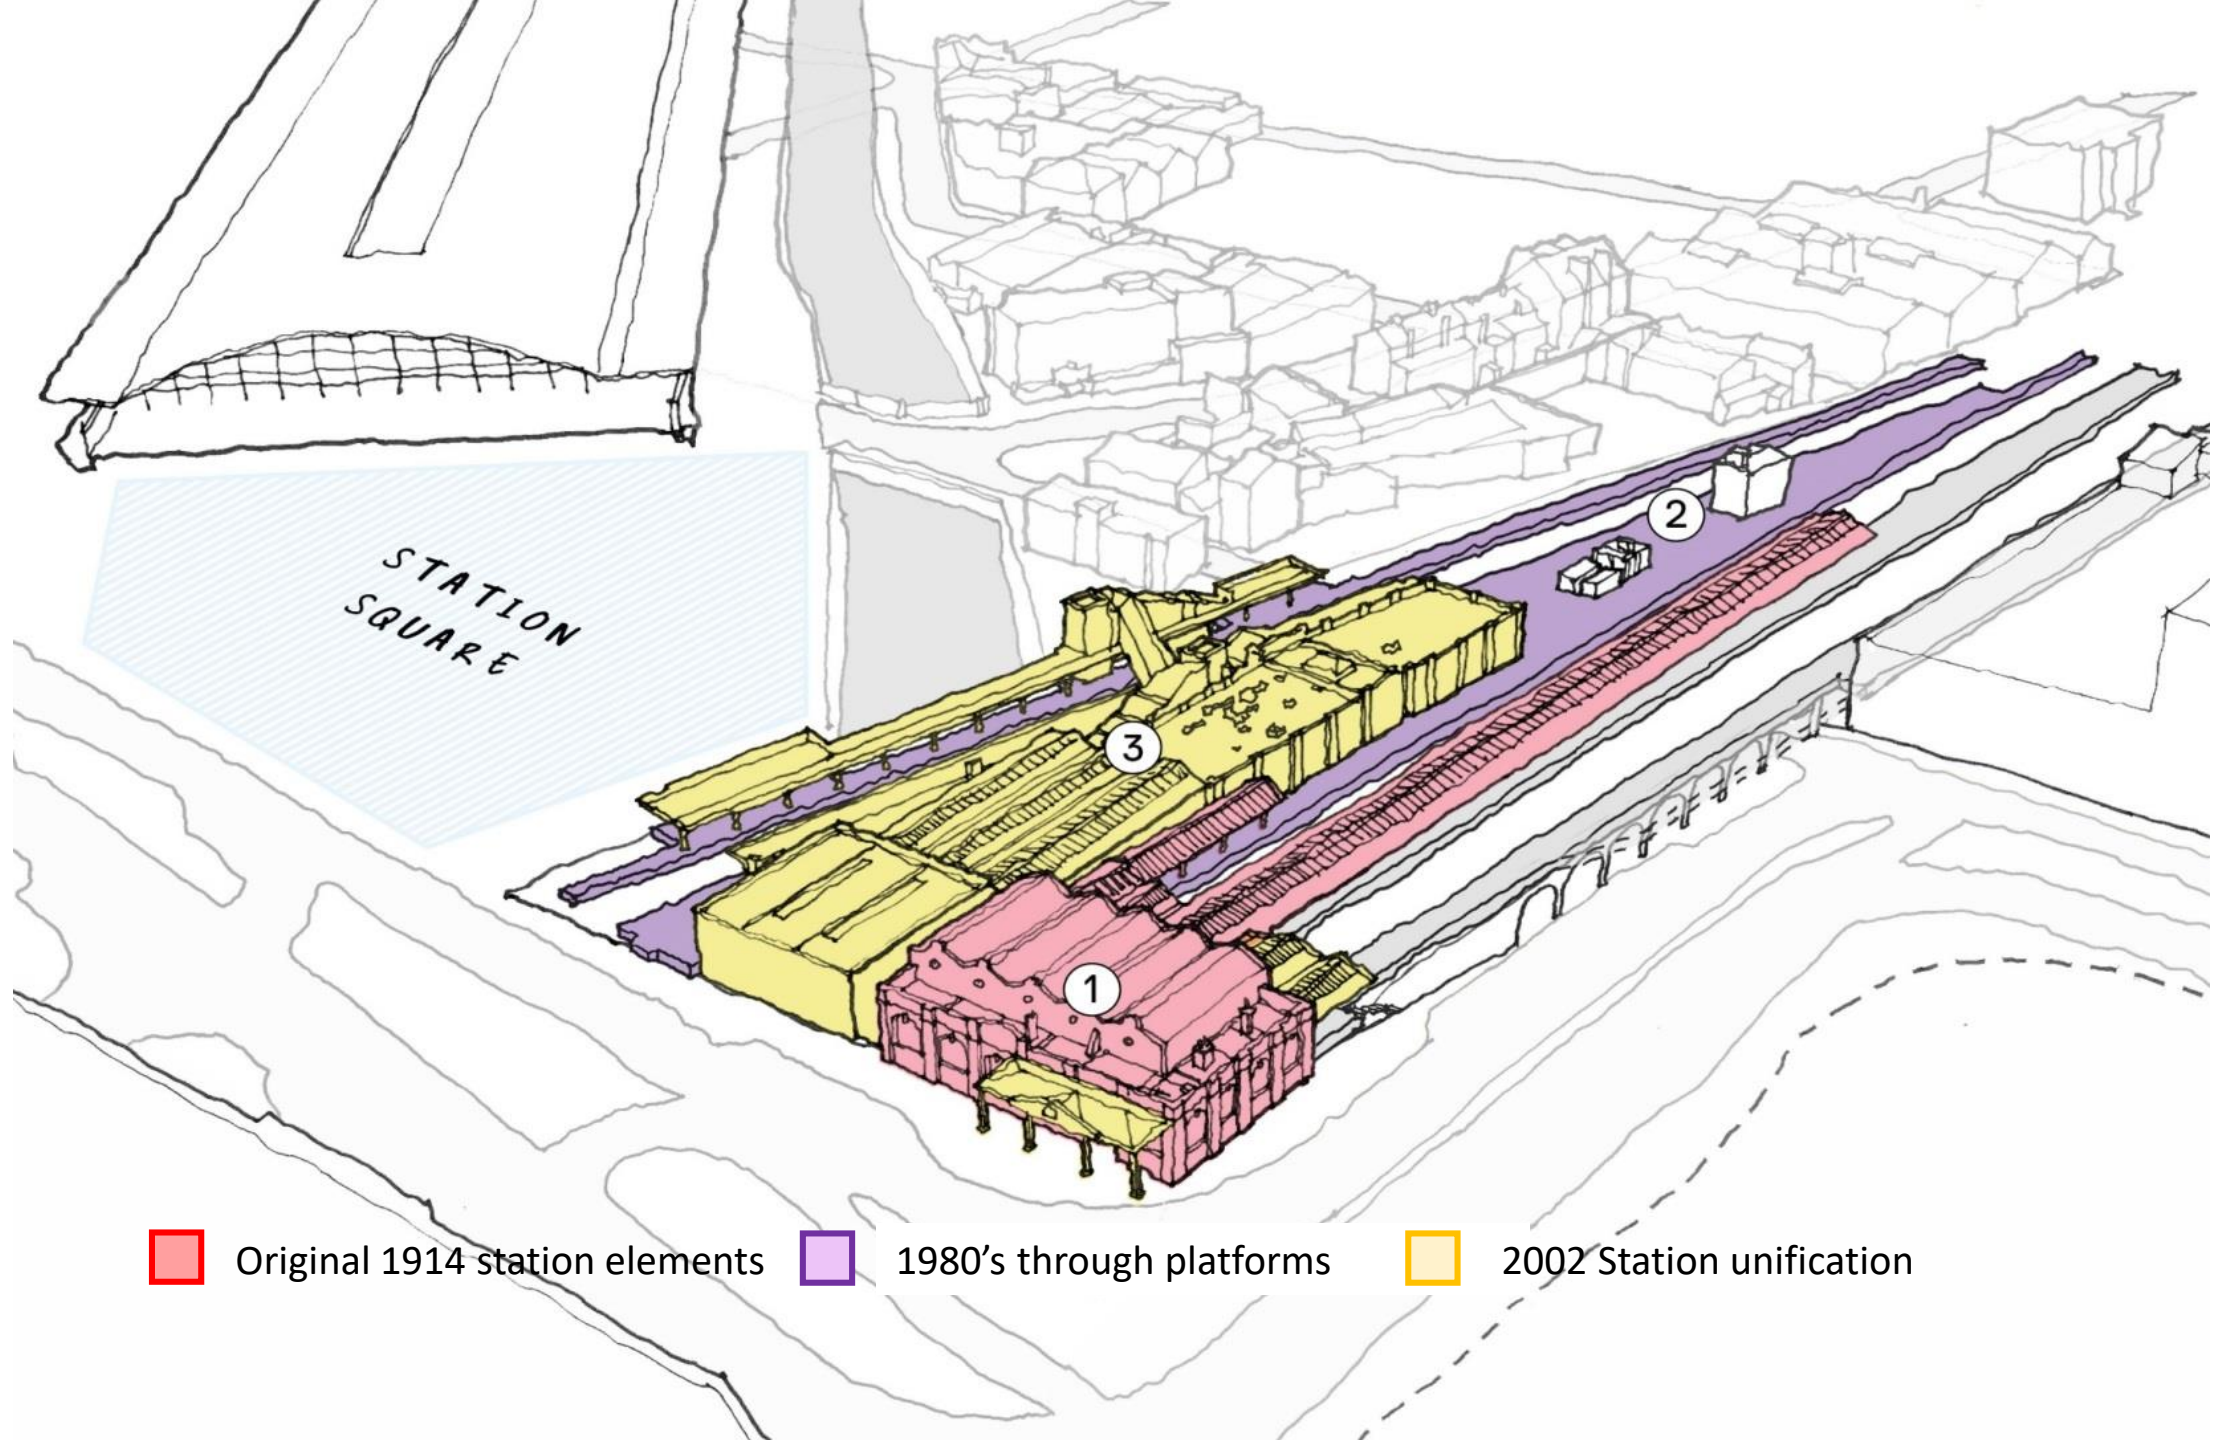 STATION
SQUARE
2
3
1
Original 1914 station elements
1980’s through platforms
2002 Station unification